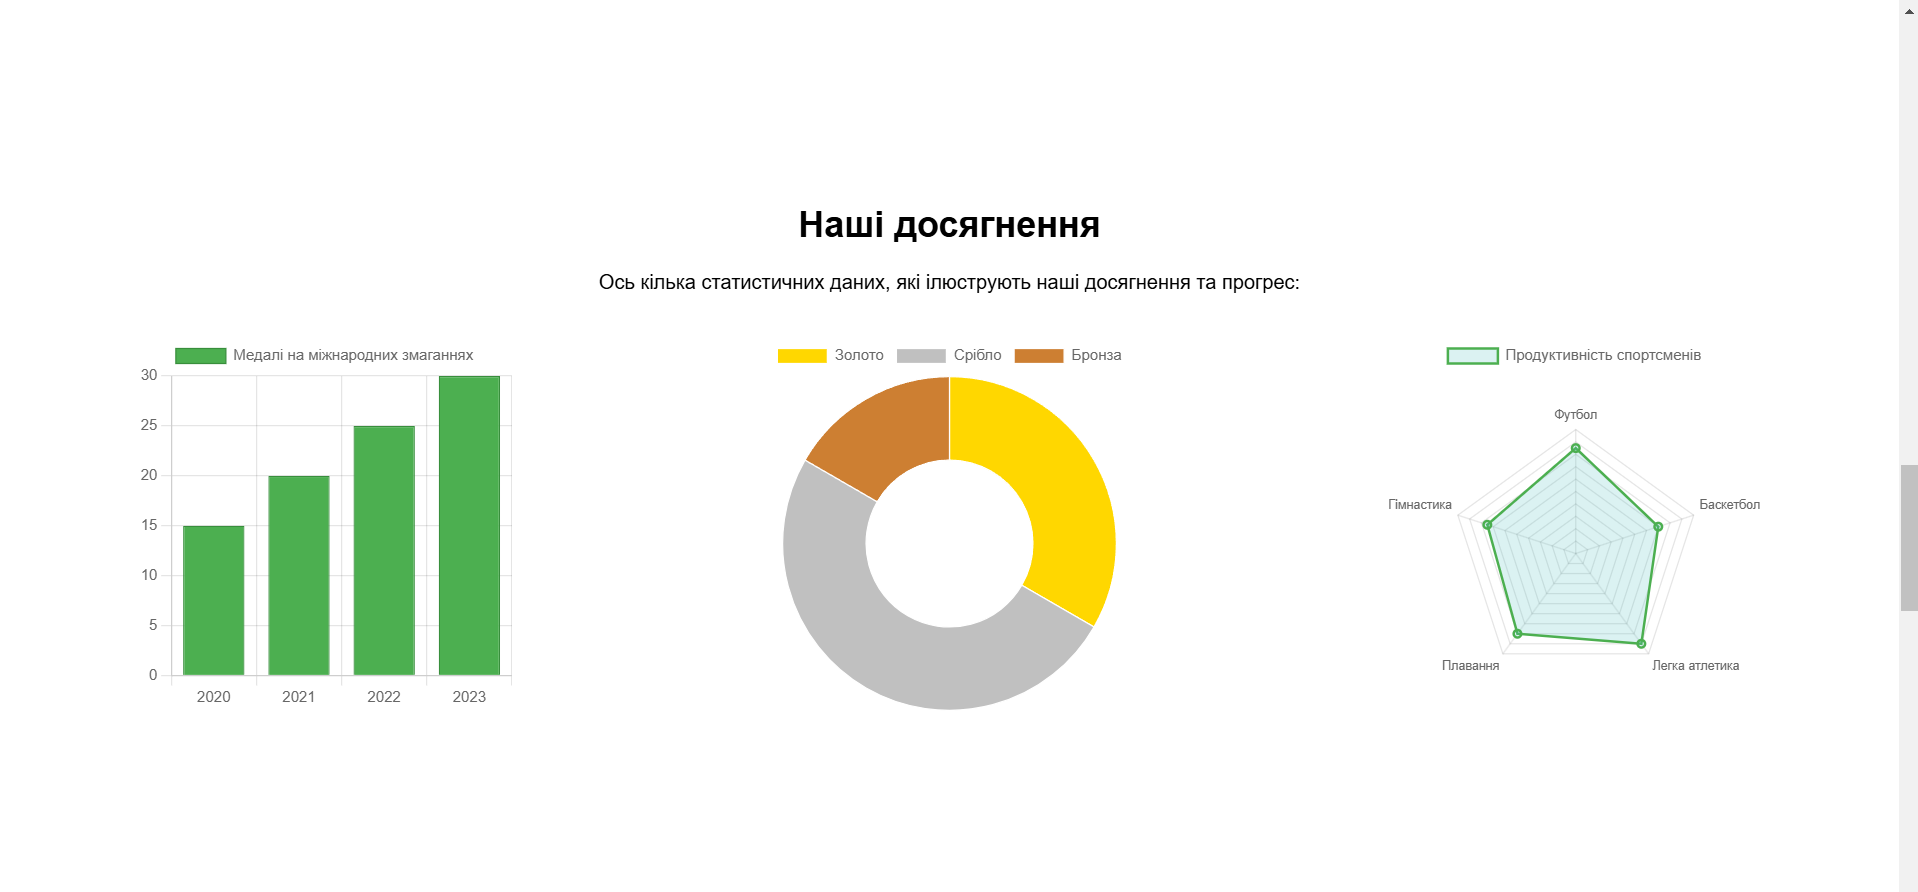 Наші досягнення
Ось кілька статистичних даних, які ілюструють наші досягнення та прогрес:
Медалі на міжнародних змаганнях
30
25
20
15
10
5
0
2020 2021 2022 2023
Золото Срібло Бронза
Продуктивність спортсменів
Футбол
Гімнастика Баскетбол
Плавання Легка атлетика